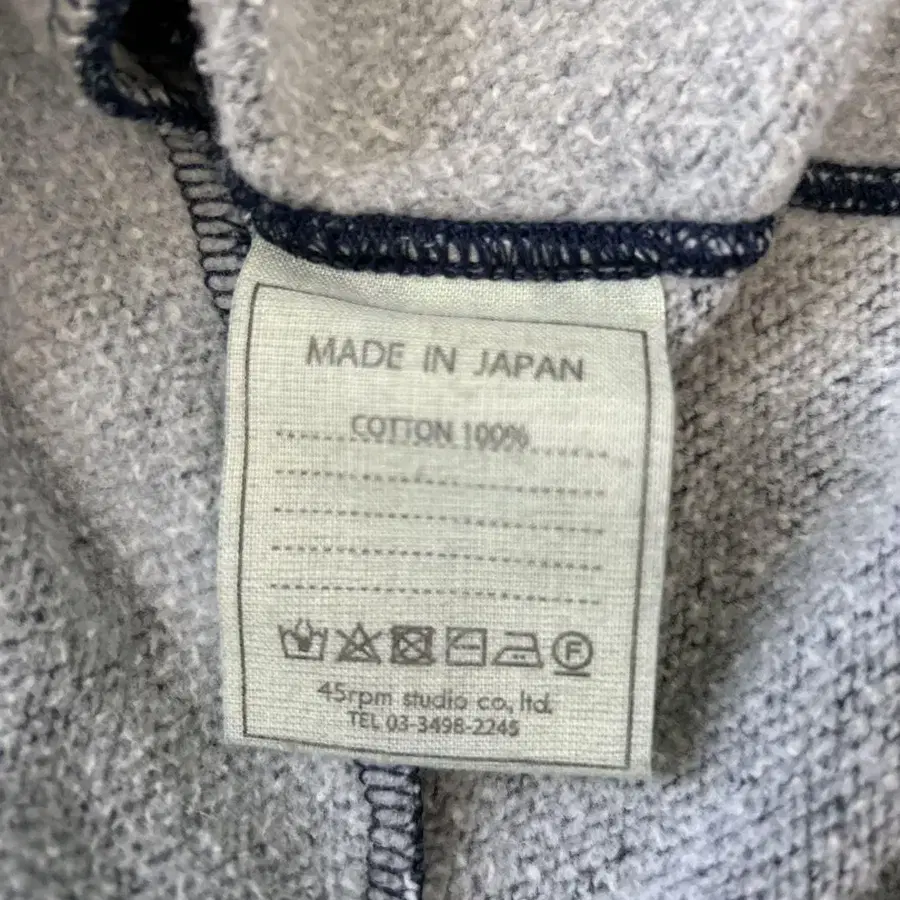 MADE IN JAPAN
COTTON 100%
F
45rpm studio co., ltd.
TEL 03-3498-2245